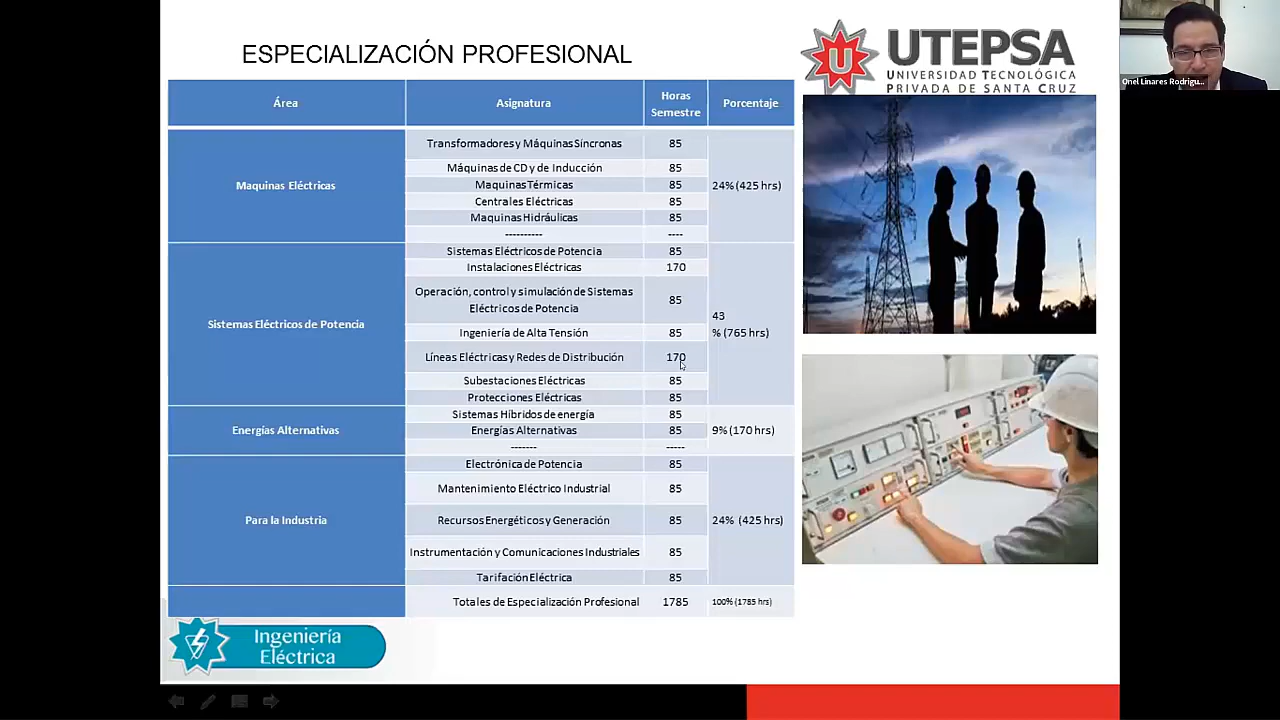 ESPECIALIZACIÓN PROFESIONAL
UTEPSA
UNIVERSIDAD TECNOLÓGICA
PRIVADA DE SANTA CRUZ
Onel Linares Rodrigu...
Área Asignatura Horas Semestre Porcentaje
Maquinas Eléctricas
Transformadores y Máquinas Síncronas 85
Máquinas de CD y de Inducción 85
Maquinas Térmicas 85
Centrales Eléctricas 85
Maquinas Hidráulicas 85
---------- ----
24% (425 hrs)
Sistemas Eléctricos de Potencia
Sistemas Eléctricos de Potencia 85
Instalaciones Eléctricas 170
Operación, control y simulación de Sistemas
Eléctricos de Potencia 85
Ingeniería de Alta Tensión 85
Líneas Eléctricas y Redes de Distribución 170
Subestaciones Eléctricas 85
Protecciones Eléctricas 85
43
% (765 hrs)
Energías Alternativas
Sistemas Híbridos de energía 85
Energías Alternativas 85
------- -----
9% (170 hrs)
Para la Industria
Electrónica de Potencia 85
Mantenimiento Eléctrico Industrial 85
Recursos Energéticos y Generación 85
Instrumentación y Comunicaciones Industriales 85
Tarifación Eléctrica 85
24% (425 hrs)
Totales de Especialización Profesional 1785 100% (1785 hrs)
Ingeniería
Eléctrica